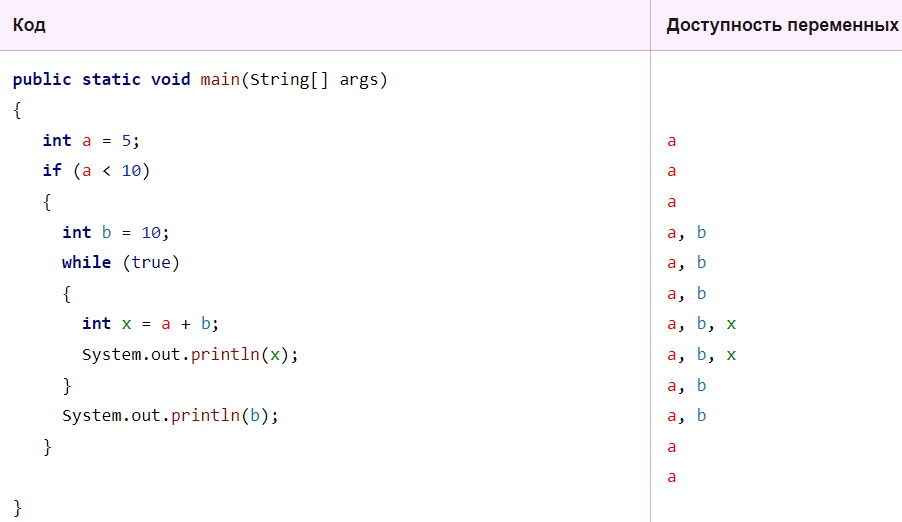 Код Доступность переменных
public static void main(String[] args)
{
int a = 5; a
if (a < 10) a
{ a
int b = 10; a, b
while (true) a, b
{ a, b
int x = a + b; a, b, x
System.out.println(x); a, b, x
} a, b
System.out.println(b); a, b
} a
a
}